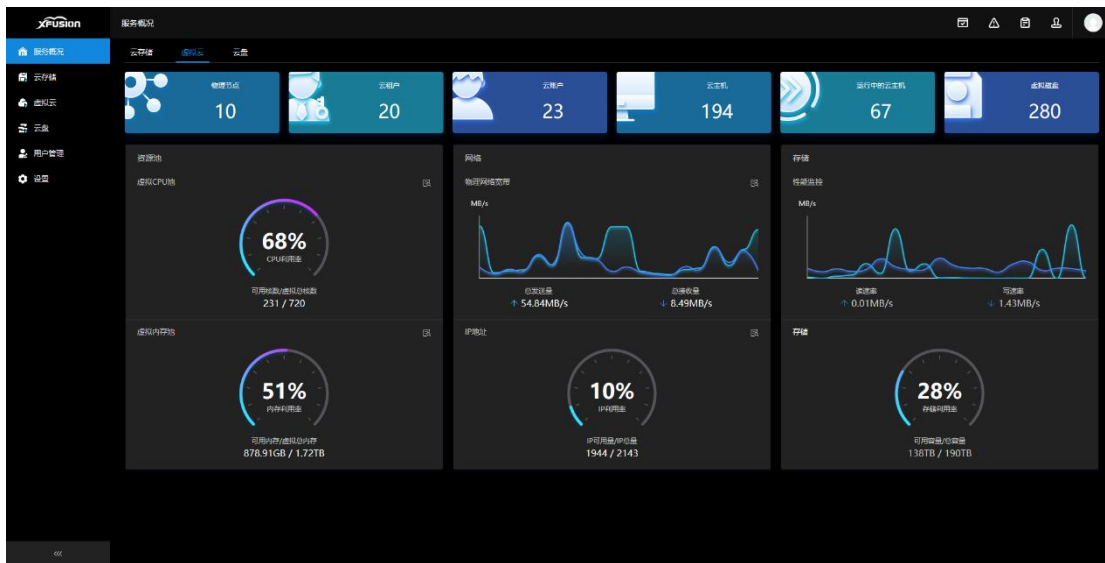 xFusion
服务概况
服务概况
云存储
虚拟云
云盘
用户管理
设置
云存储 虚拟云 云盘
物理节点
10
云租户
20
云账户
23
云主机
194
运行中的云主机
67
虚拟磁盘
280
资源池
虚拟CPU池
68%
CPU利用率
可用核数/虚拟总核数
231 / 720
网络
物理网络宽带
MB/s
总发送量
↑ 54.84MB/s
总接收量
↓ 8.49MB/s
存储
性能监控
MB/s
读速率
↑ 0.01MB/s
写速率
↓ 1.43MB/s
虚拟内存池
51%
内存利用率
可用内存/虚拟总内存
878.91GB / 1.72TB
IP地址
10%
IP利用率
IP可用量/IP总量
1944 / 2143
存储
28%
存储利用率
可用容量/总容量
138TB / 190TB